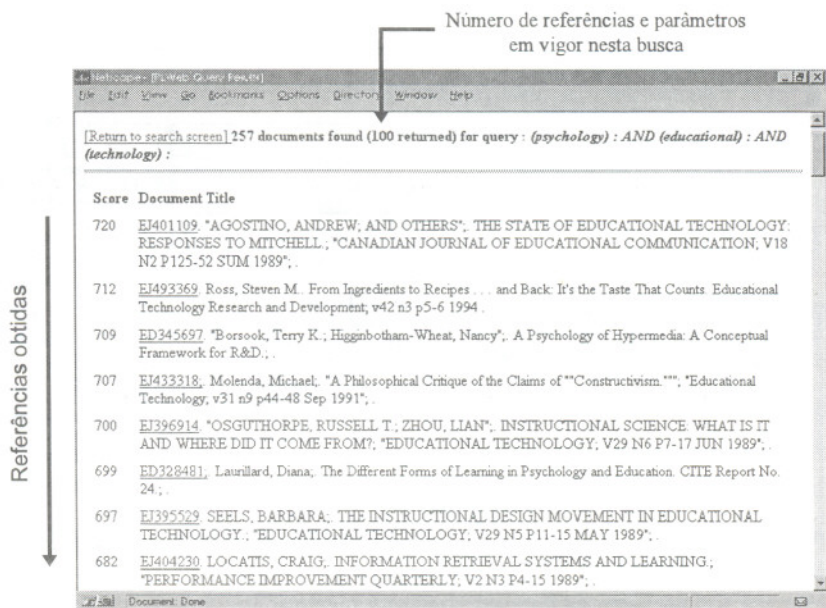 Número de referências e parâmetros
em vigor nesta busca
Netscape - [PLWeb Query Result]
File Edit View Go Bookmarks Options Directory Window Help
[Return to search screen] 257 documents found (100 returned) for query : (psychology) : AND (educational) : AND
(technology) :
Score Document Title
720 EJ401109. "AGOSTINO, ANDREW; AND OTHERS";. THE STATE OF EDUCATIONAL TECHNOLOGY:
RESPONSES TO MITCHELL.; "CANADIAN JOURNAL OF EDUCATIONAL COMMUNICATION; V18
N2 P125-52 SUM 1989";.
712 EJ493369. Ross, Steven M.. From Ingredients to Recipes . . . and Back: It's the Taste That Counts. Educational
Technology Research and Development; v42 n3 p5-6 1994 .
709 ED345697. "Borsook, Terry K.; Higginbotham-Wheat, Nancy";. A Psychology of Hypermedia: A Conceptual
Framework for R&D.; .
707 EJ433318;. Molenda, Michael;. "A Philosophical Critique of the Claims of ""Constructivism."""; "Educational
Technology; v31 n9 p44-48 Sep 1991"; .
700 EJ396914. "OSGUTHORPE, RUSSELL T.; ZHOU, LIAN";. INSTRUCTIONAL SCIENCE: WHAT IS IT
AND WHERE DID IT COME FROM?; "EDUCATIONAL TECHNOLOGY; V29 N6 P7-17 JUN 1989"; .
699 ED328481;. Laurillard, Diana;. The Different Forms of Learning in Psychology and Education. CITE Report No.
24.; .
697 EJ395529. SEELS, BARBARA;. THE INSTRUCTIONAL DESIGN MOVEMENT IN EDUCATIONAL
TECHNOLOGY.; "EDUCATIONAL TECHNOLOGY; V29 N5 P11-15 MAY 1989"; .
682 EJ404230. LOCATIS, CRAIG;. INFORMATION RETRIEVAL SYSTEMS AND LEARNING.;
"PERFORMANCE IMPROVEMENT QUARTERLY; V2 N3 P4-15 1989"; .
Document: Done
Referências obtidas